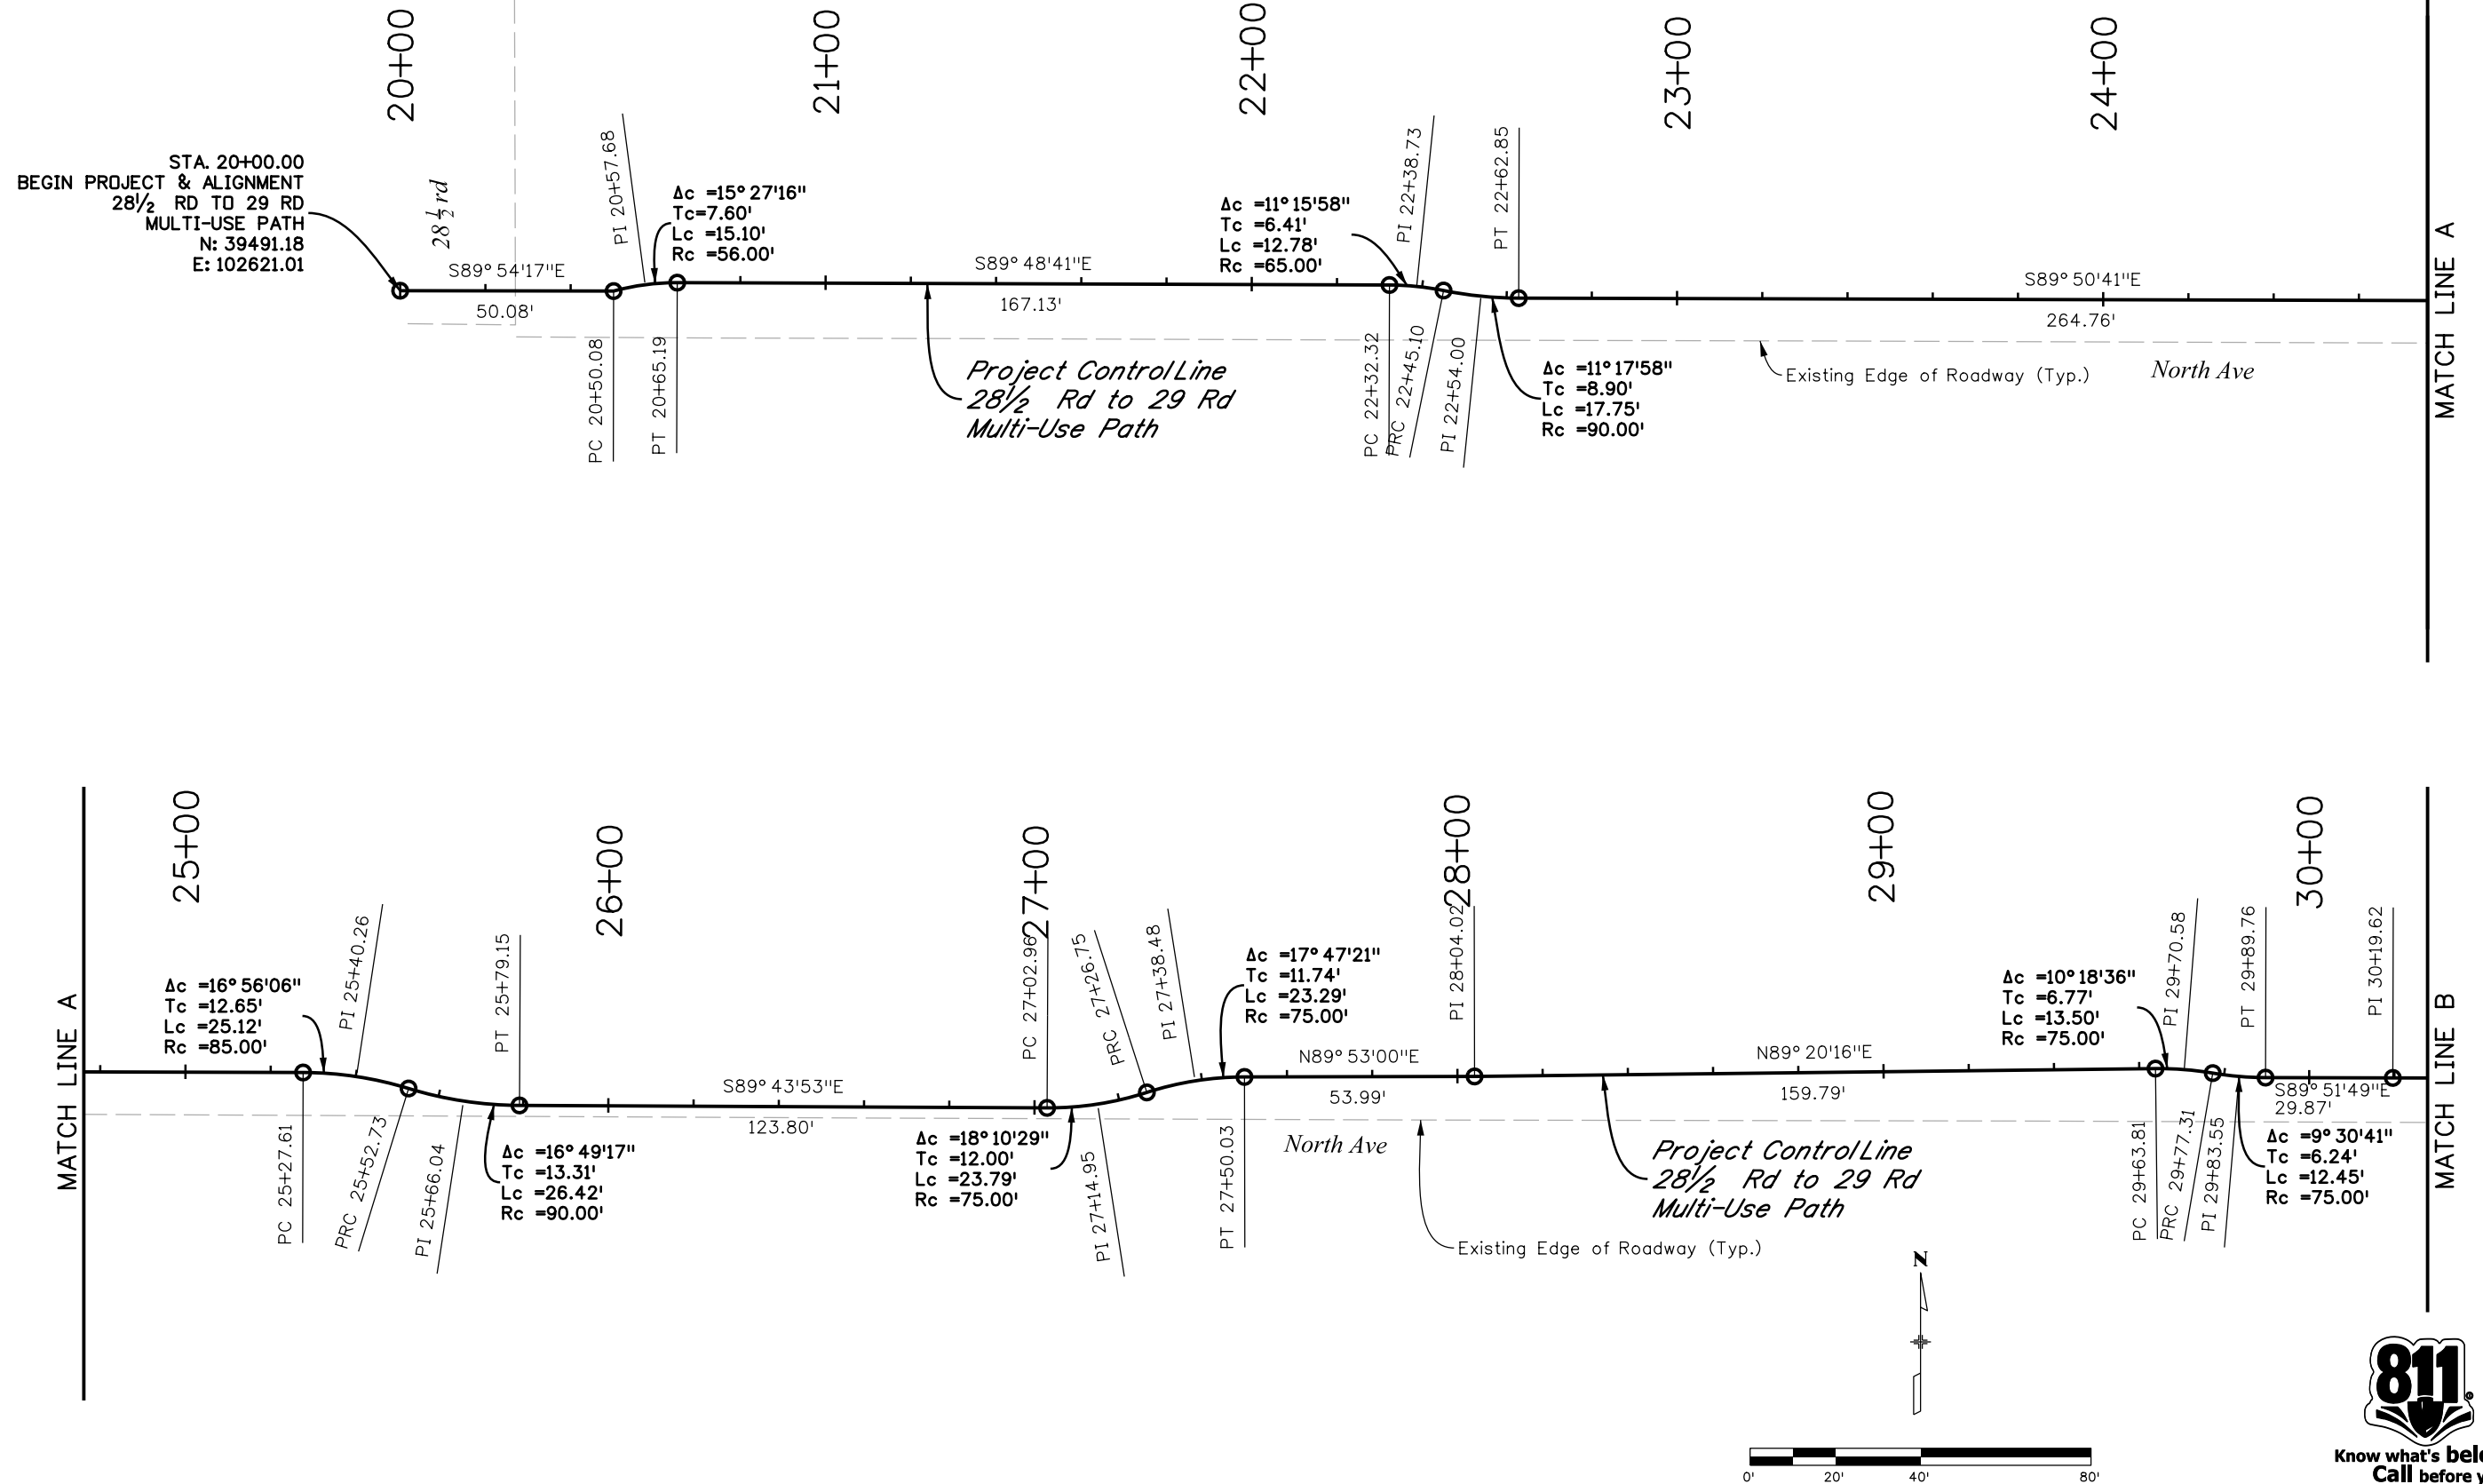 20+00
21+00
22+00
23+00
24+00
STA. 20+00.00
BEGIN PROJECT & ALIGNMENT
28 1/2 RD TO 29 RD
MULTI-USE PATH
N: 39491.18
E: 102621.01
28 1/2 rd
S89°54'17"E
50.08'
PC 20+50.08
PI 20+57.68
PT 20+65.19
Δc =15°27'16"
Tc=7.60'
Lc =15.10'
Rc =56.00'
S89°48'41"E
167.13'
Project Control Line
28 1/2 Rd to 29 Rd
Multi-Use Path
Δc =11°15'58"
Tc =6.41'
Lc =12.78'
Rc =65.00'
PC 22+32.32
PI 22+38.73
PRC 22+45.10
PI 22+54.00
PT 22+62.85
Δc =11°17'58"
Tc =8.90'
Lc =17.75'
Rc =90.00'
S89°50'41"E
264.76'
Existing Edge of Roadway (Typ.)
North Ave
MATCH LINE A
25+00
26+00
27+00
28+00
29+00
30+00
MATCH LINE A
Δc =16°56'06"
Tc =12.65'
Lc =25.12'
Rc =85.00'
PC 25+27.61
PI 25+40.26
PRC 25+52.73
PI 25+66.04
PT 25+79.15
Δc =16°49'17"
Tc =13.31'
Lc =26.42'
Rc =90.00'
S89°43'53"E
123.80'
PC 27+02.96
PI 27+14.95
PRC 27+26.75
PI 27+38.48
PT 27+50.03
Δc =18°10'29"
Tc =12.00'
Lc =23.79'
Rc =75.00'
Δc =17°47'21"
Tc =11.74'
Lc =23.29'
Rc =75.00'
N89°53'00"E
53.99'
North Ave
PI 28+04.02
Existing Edge of Roadway (Typ.)
N89°20'16"E
159.79'
Project Control Line
28 1/2 Rd to 29 Rd
Multi-Use Path
Δc =10°18'36"
Tc =6.77'
Lc =13.50'
Rc =75.00'
PC 29+63.81
PI 29+70.58
PRC 29+77.31
PI 29+83.55
PT 29+89.76
PI 30+19.62
S89°51'49"E
29.87'
Δc =9°30'41"
Tc =6.24'
Lc =12.45'
Rc =75.00'
MATCH LINE B
N
0' 20' 40' 80'
811
Know what's
Call before